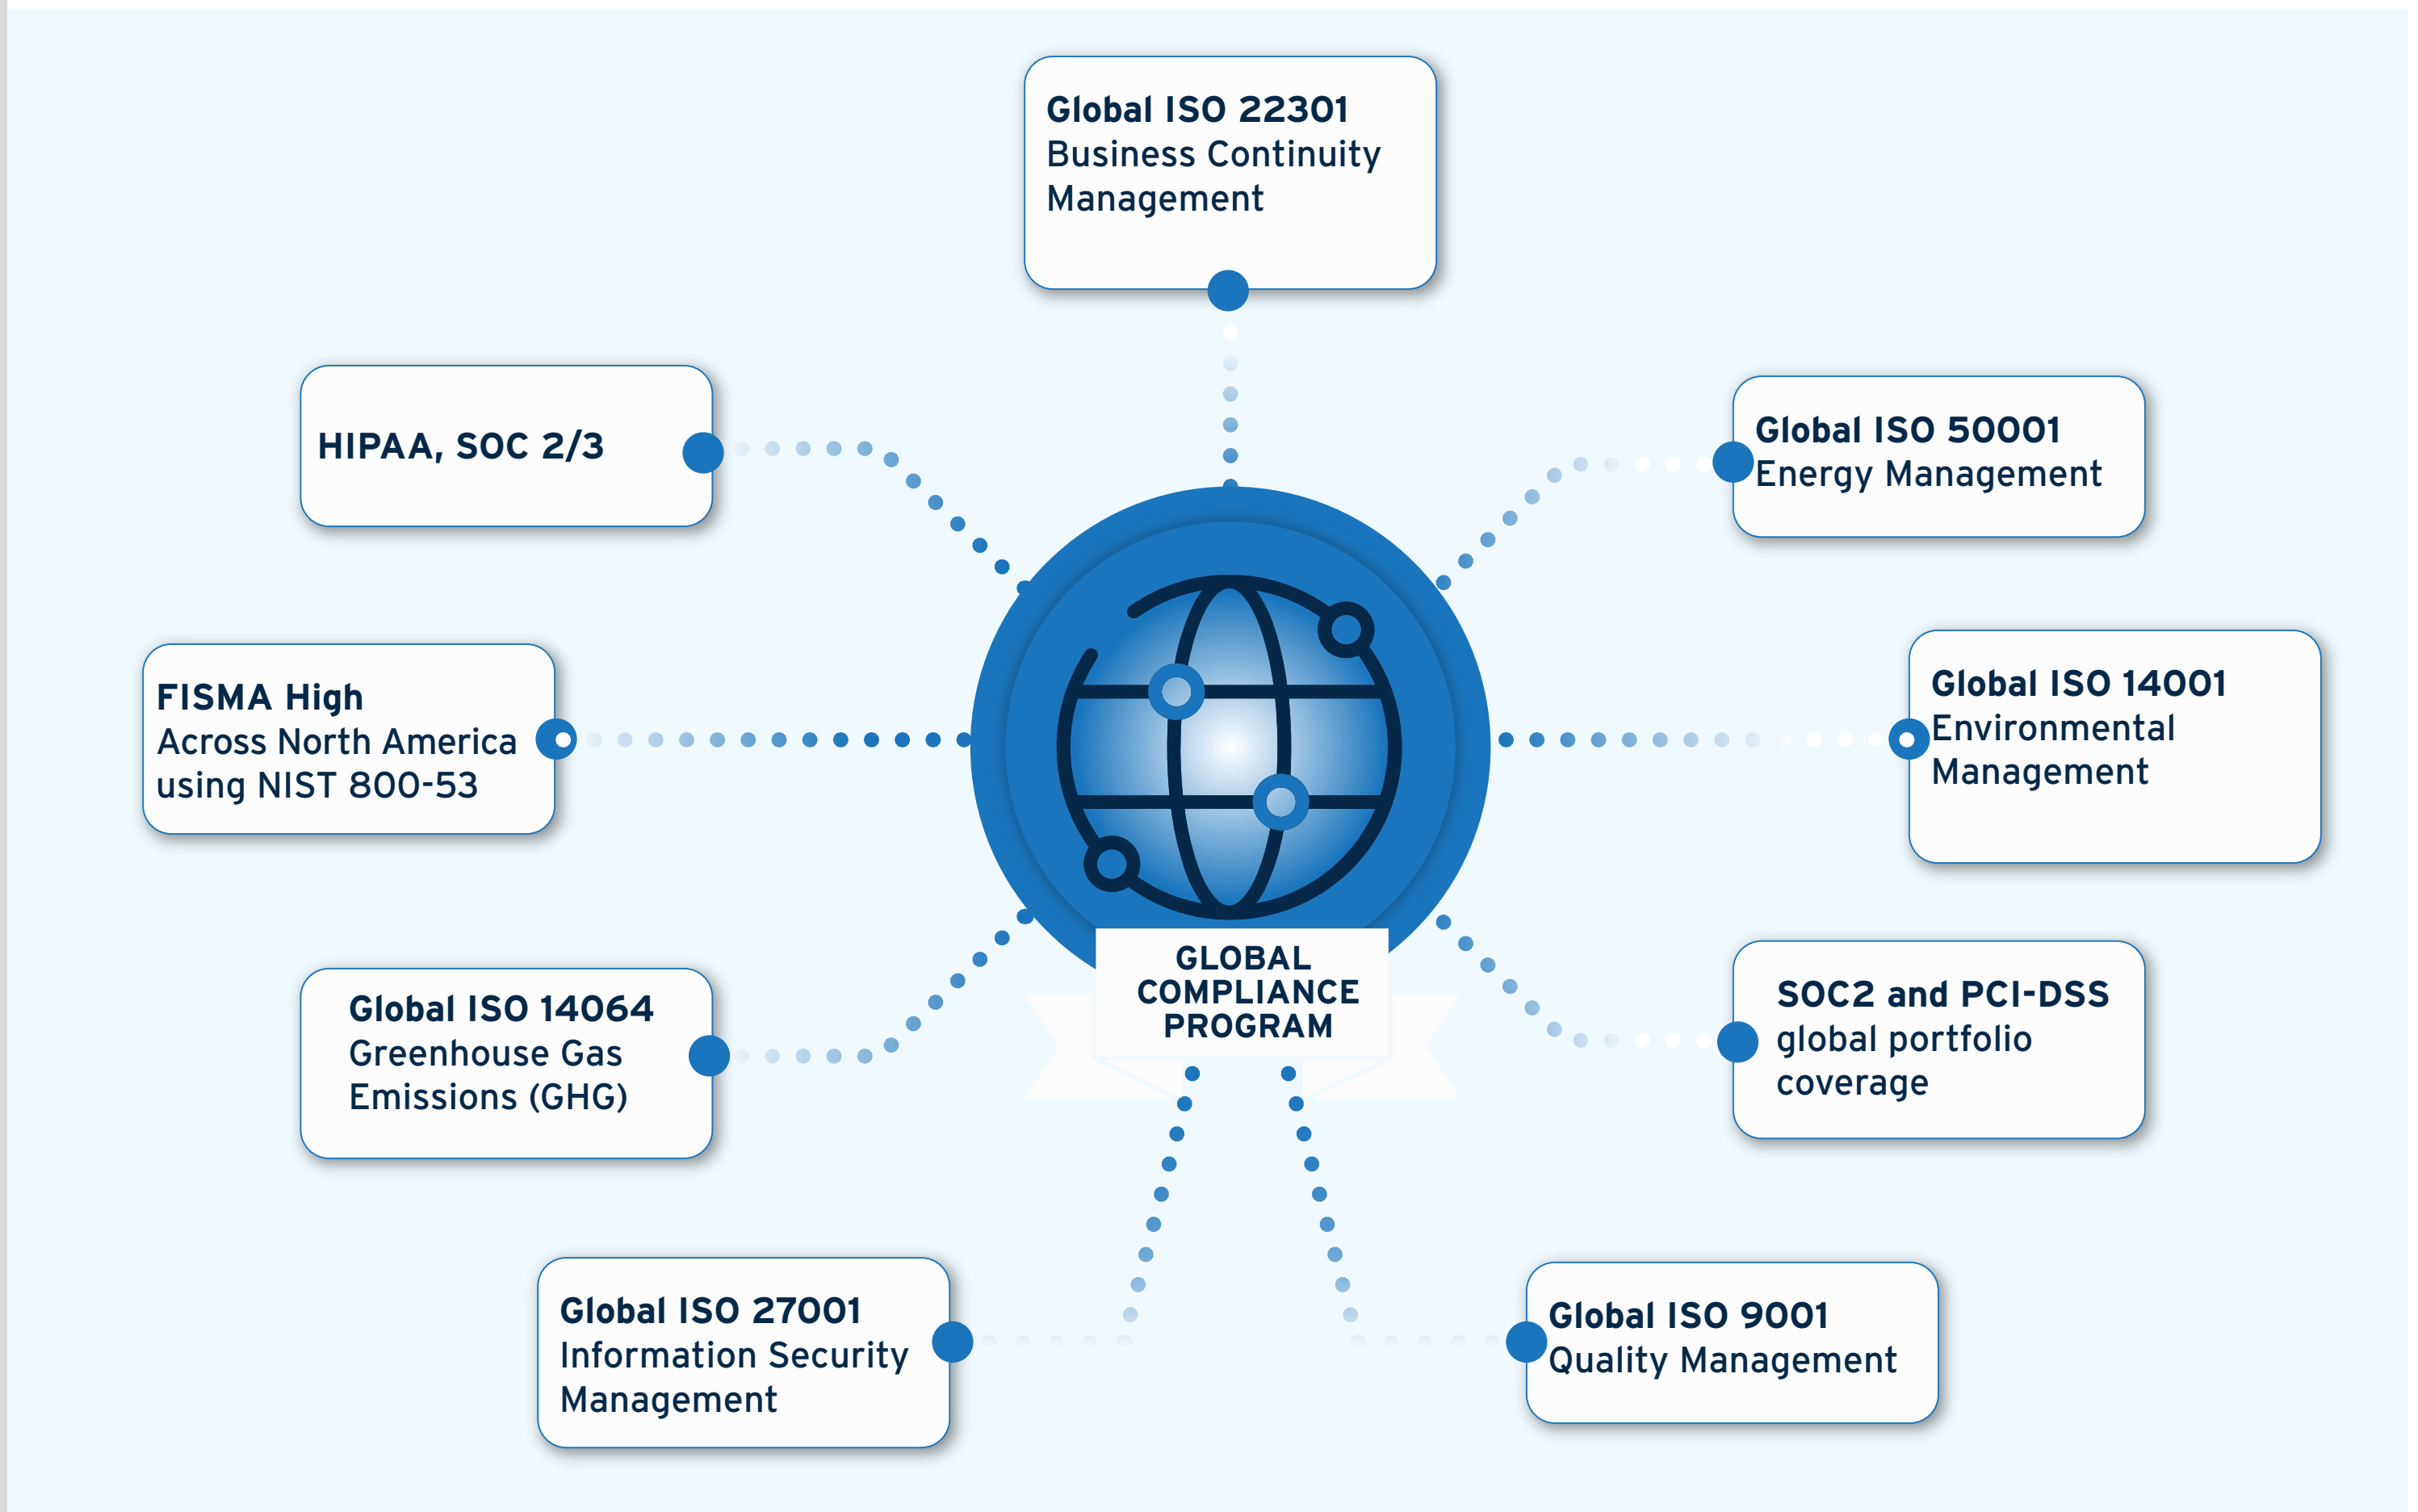 Global ISO 22301
Business Continuity
Management
HIPAA, SOC 2/3
Global ISO 50001
Energy Management
FISMA High
Across North America
using NIST 800-53
Global ISO 14001
Environmental
Management
GLOBAL
COMPLIANCE
PROGRAM
Global ISO 14064
Greenhouse Gas
Emissions (GHG)
SOC2 and PCI-DSS
global portfolio
coverage
Global ISO 27001
Information Security
Management
Global ISO 9001
Quality Management